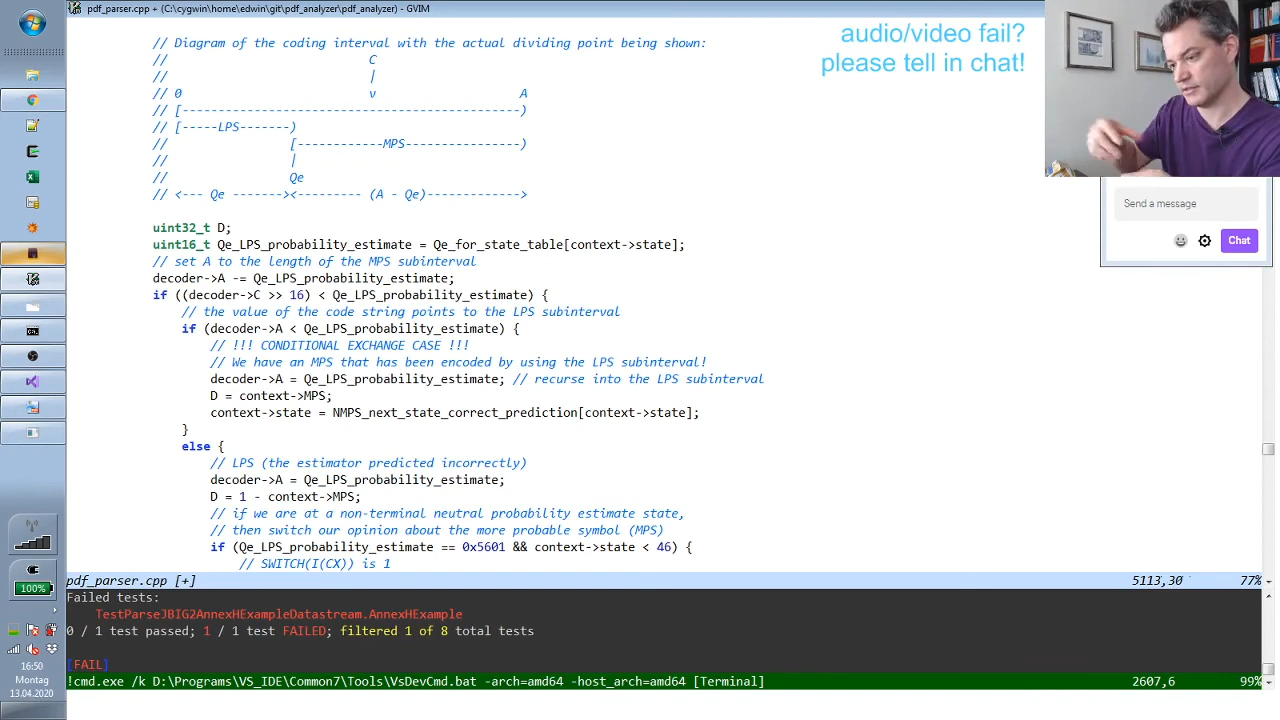 pdf_parser.cpp + (C:\cygwin\home\edwin\git\pdf_analyzer\pdf_analyzer) - GVIM
audio/video fail?
please tell in chat!
// Diagram of the coding interval with the actual dividing point being shown:
// C
// |
// 0 v A
// [------------------------------------------------)
// [-----LPS-------)
// [------------MPS----------------)
// |
// Qe
// <--- Qe -------><--------- (A - Qe)------------->
uint32_t D;
uint16_t Qe_LPS_probability_estimate = Qe_for_state_table[context->state];
// set A to the length of the MPS subinterval
decoder->A -= Qe_LPS_probability_estimate;
if ((decoder->C >> 16) < Qe_LPS_probability_estimate) {
// the value of the code string points to the LPS subinterval
if (decoder->A < Qe_LPS_probability_estimate) {
// !!! CONDITIONAL EXCHANGE CASE !!!
// We have an MPS that has been encoded by using the LPS subinterval!
decoder->A = Qe_LPS_probability_estimate; // recurse into the LPS subinterval
D = context->MPS;
context->state = NMPS_next_state_correct_prediction[context->state];
}
else {
// LPS (the estimator predicted incorrectly)
decoder->A = Qe_LPS_probability_estimate;
D = 1 - context->MPS;
// if we are at a non-terminal neutral probability estimate state,
// then switch our opinion about the more probable symbol (MPS)
if (Qe_LPS_probability_estimate == 0x5601 && context->state < 46) {
// SWITCH(I(CX)) is 1
pdf_parser.cpp [+] 5113,30 77%
Failed tests:
TestParseJBIG2AnnexHExampleDatastream.AnnexHExample
0 / 1 test passed; 1 / 1 test FAILED; filtered 1 of 8 total tests
[FAIL]
!cmd.exe /k D:\Programs\VS_IDE\Common7\Tools\VsDevCmd.bat -arch=amd64 -host_arch=amd64 [Terminal] 2607,6 99%
Send a message
Chat
100%
16:50
Montag
13.04.2020